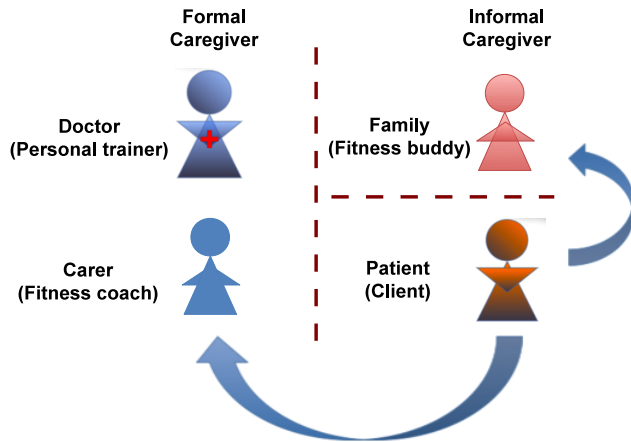 Formal
Caregiver
Informal
Caregiver
Doctor
(Personal trainer)
Family
(Fitness buddy)
Carer
(Fitness coach)
Patient
(Client)